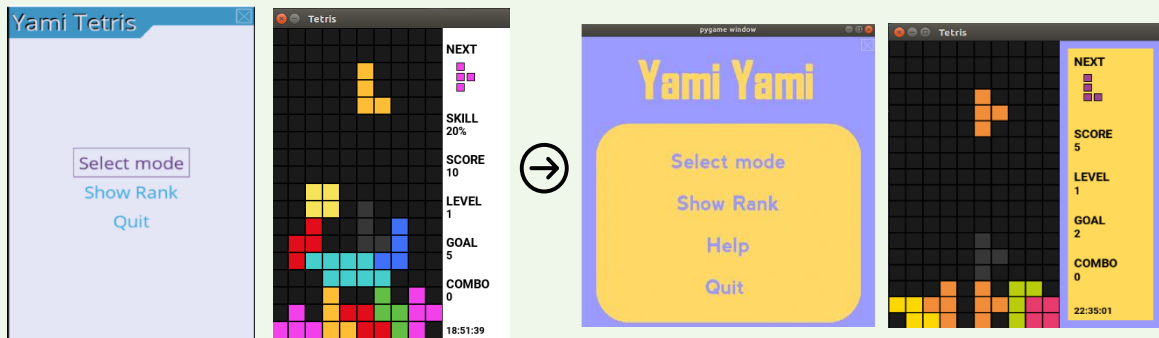 Yami Tetris
Select mode
Show Rank
Quit
Tetris
NEXT
SKILL
20%
SCORE
10
LEVEL
1
GOAL
5
COMBO
0
18:51:39
pygame window
Yami Yami
Select mode
Show Rank
Help
Quit
Tetris
NEXT
SCORE
5
LEVEL
1
GOAL
2
COMBO
0
22:35:01